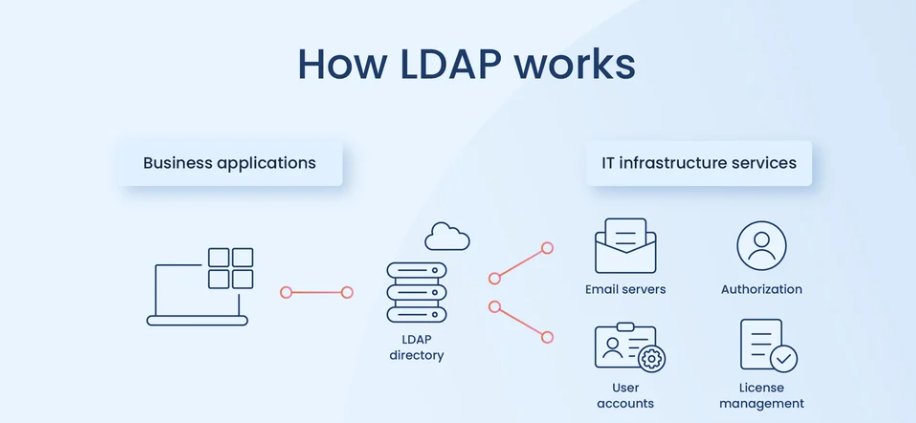 How LDAP works
Business applications
IT infrastructure services
LDAP
directory
Email servers
Authorization
User
accounts
License
management